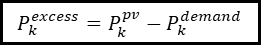 $P_k^{excess} = P_k^{pv} - P_k^{demand}$